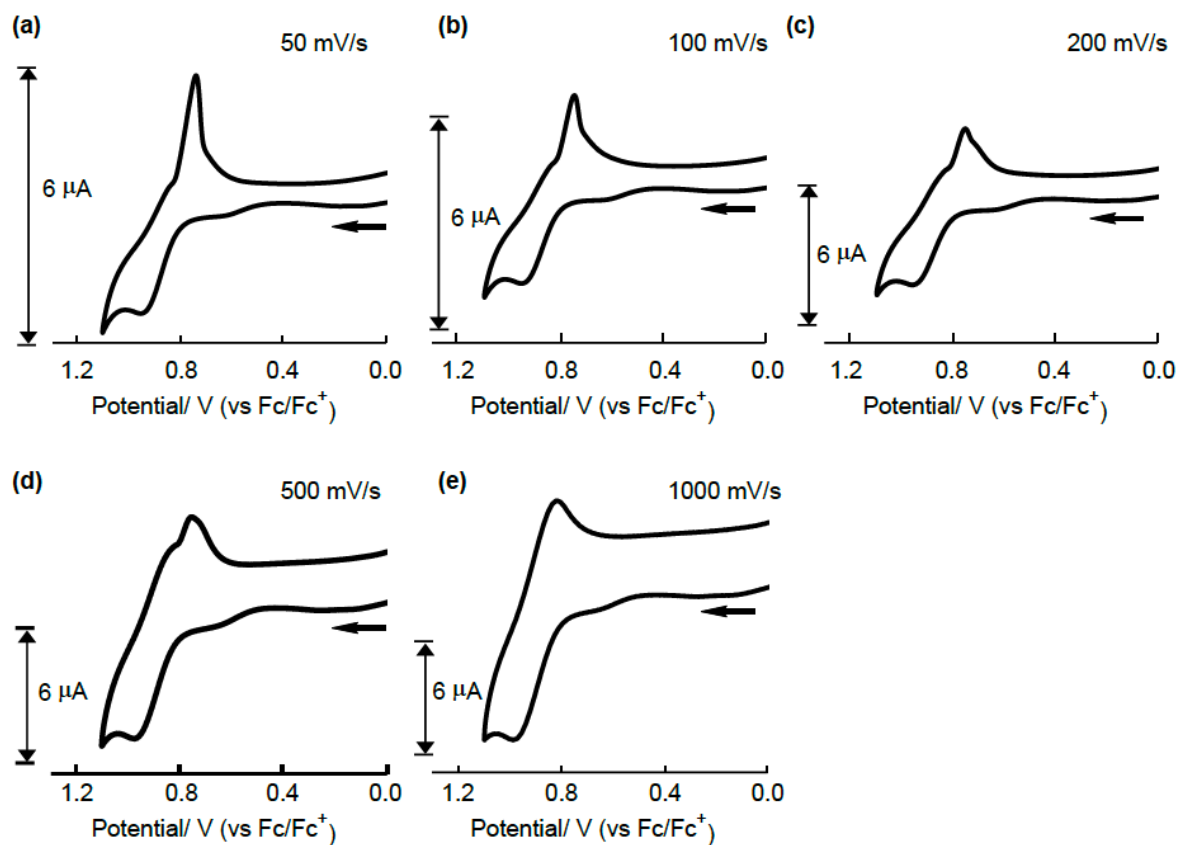 (a)
50 mV/s
6 μA
1.2 0.8 0.4 0.0
Potential/ V (vs Fc/Fc⁺)
(b)
100 mV/s
6 μA
1.2 0.8 0.4 0.0
Potential/ V (vs Fc/Fc⁺)
(c)
200 mV/s
6 μA
1.2 0.8 0.4 0.0
Potential/ V (vs Fc/Fc⁺)
(d)
500 mV/s
6 μA
1.2 0.8 0.4 0.0
Potential/ V (vs Fc/Fc⁺)
(e)
1000 mV/s
6 μA
1.2 0.8 0.4 0.0
Potential/ V (vs Fc/Fc⁺)